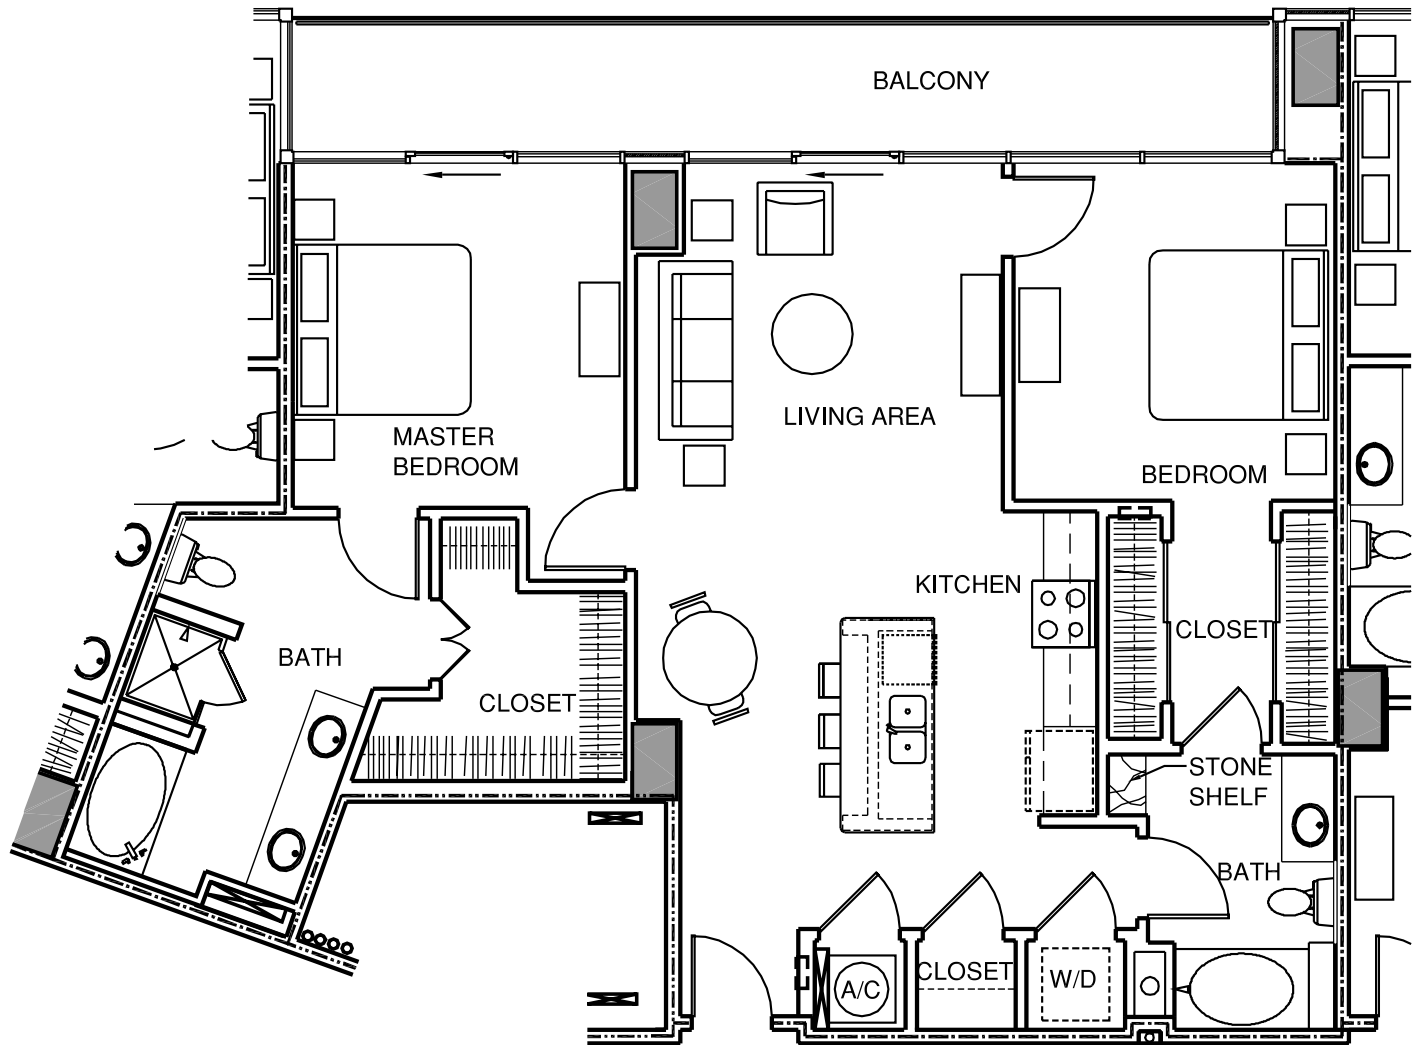 BALCONY
LIVING AREA
MASTER
BEDROOM
BEDROOM
KITCHEN
CLOSET
BATH
CLOSET
STONE
SHELF
BATH
A/C
CLOSET
W/D